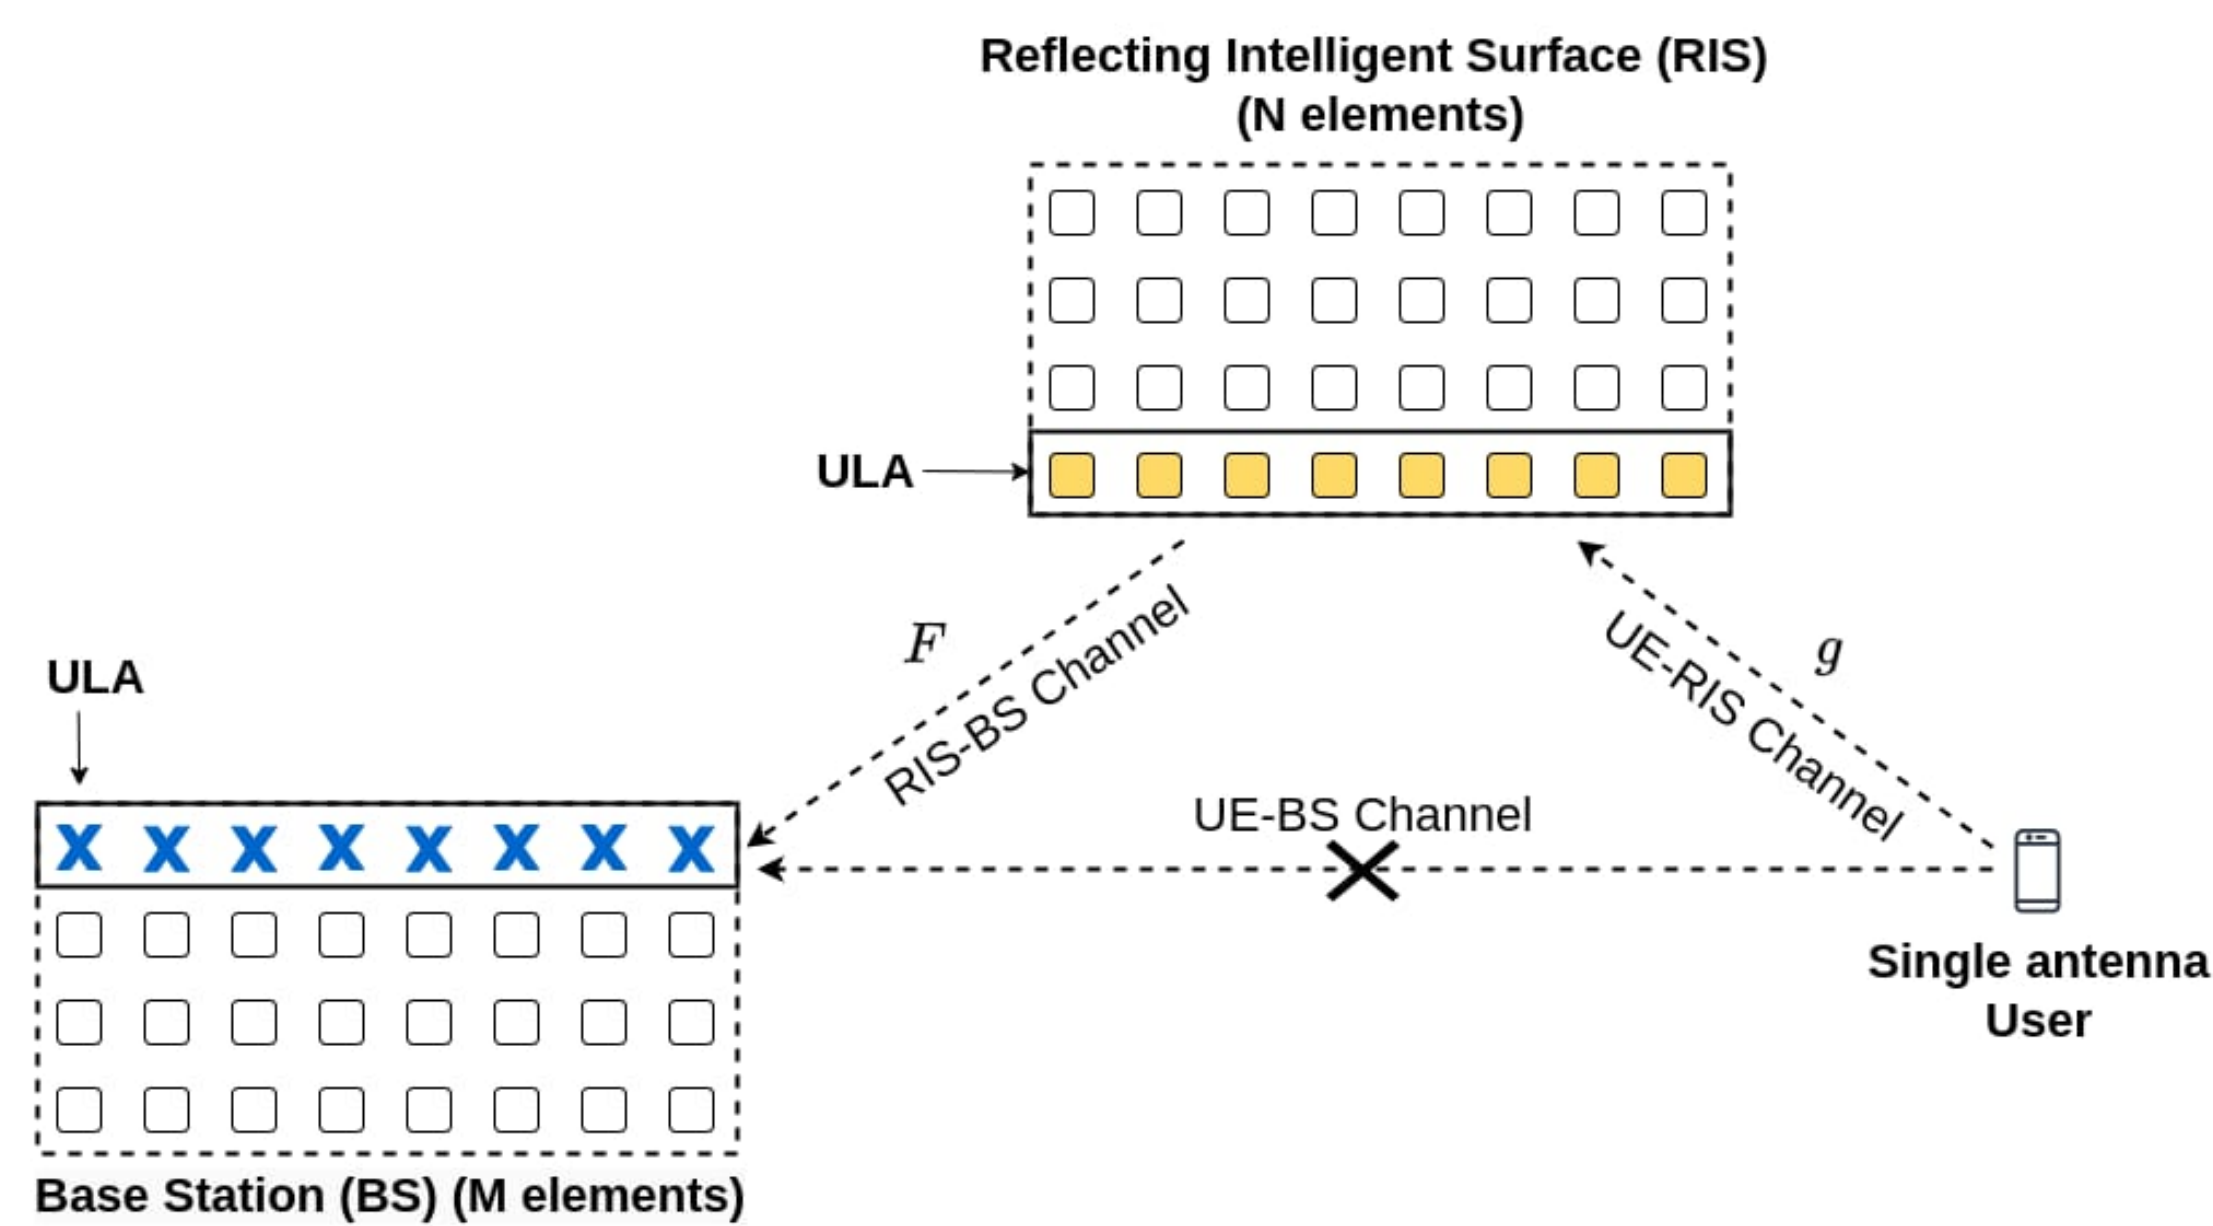 Reflecting Intelligent Surface (RIS)
(N elements)
ULA
F
RIS-BS Channel
g
UE-RIS Channel
ULA
UE-BS Channel
X X X X X X X X
Single antenna
User
Base Station (BS) (M elements)